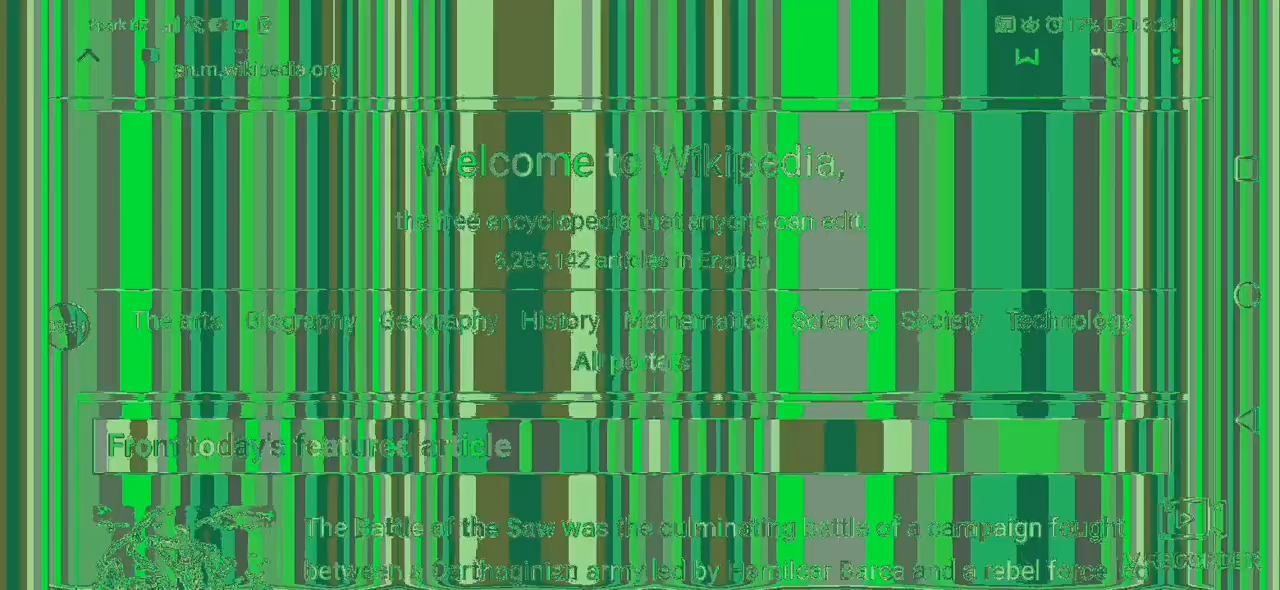 en.m.wikipedia.org
Welcome to Wikipedia,
the free encyclopedia that anyone can edit.
6,285,142 articles in English
The arts Biography Geography History Mathematics Science Society Technology
All portals
From today's featured article
The Battle of the Saw was the culminating battle of a campaign fought
between a Carthaginian army led by Hamilcar Barca and a rebel force